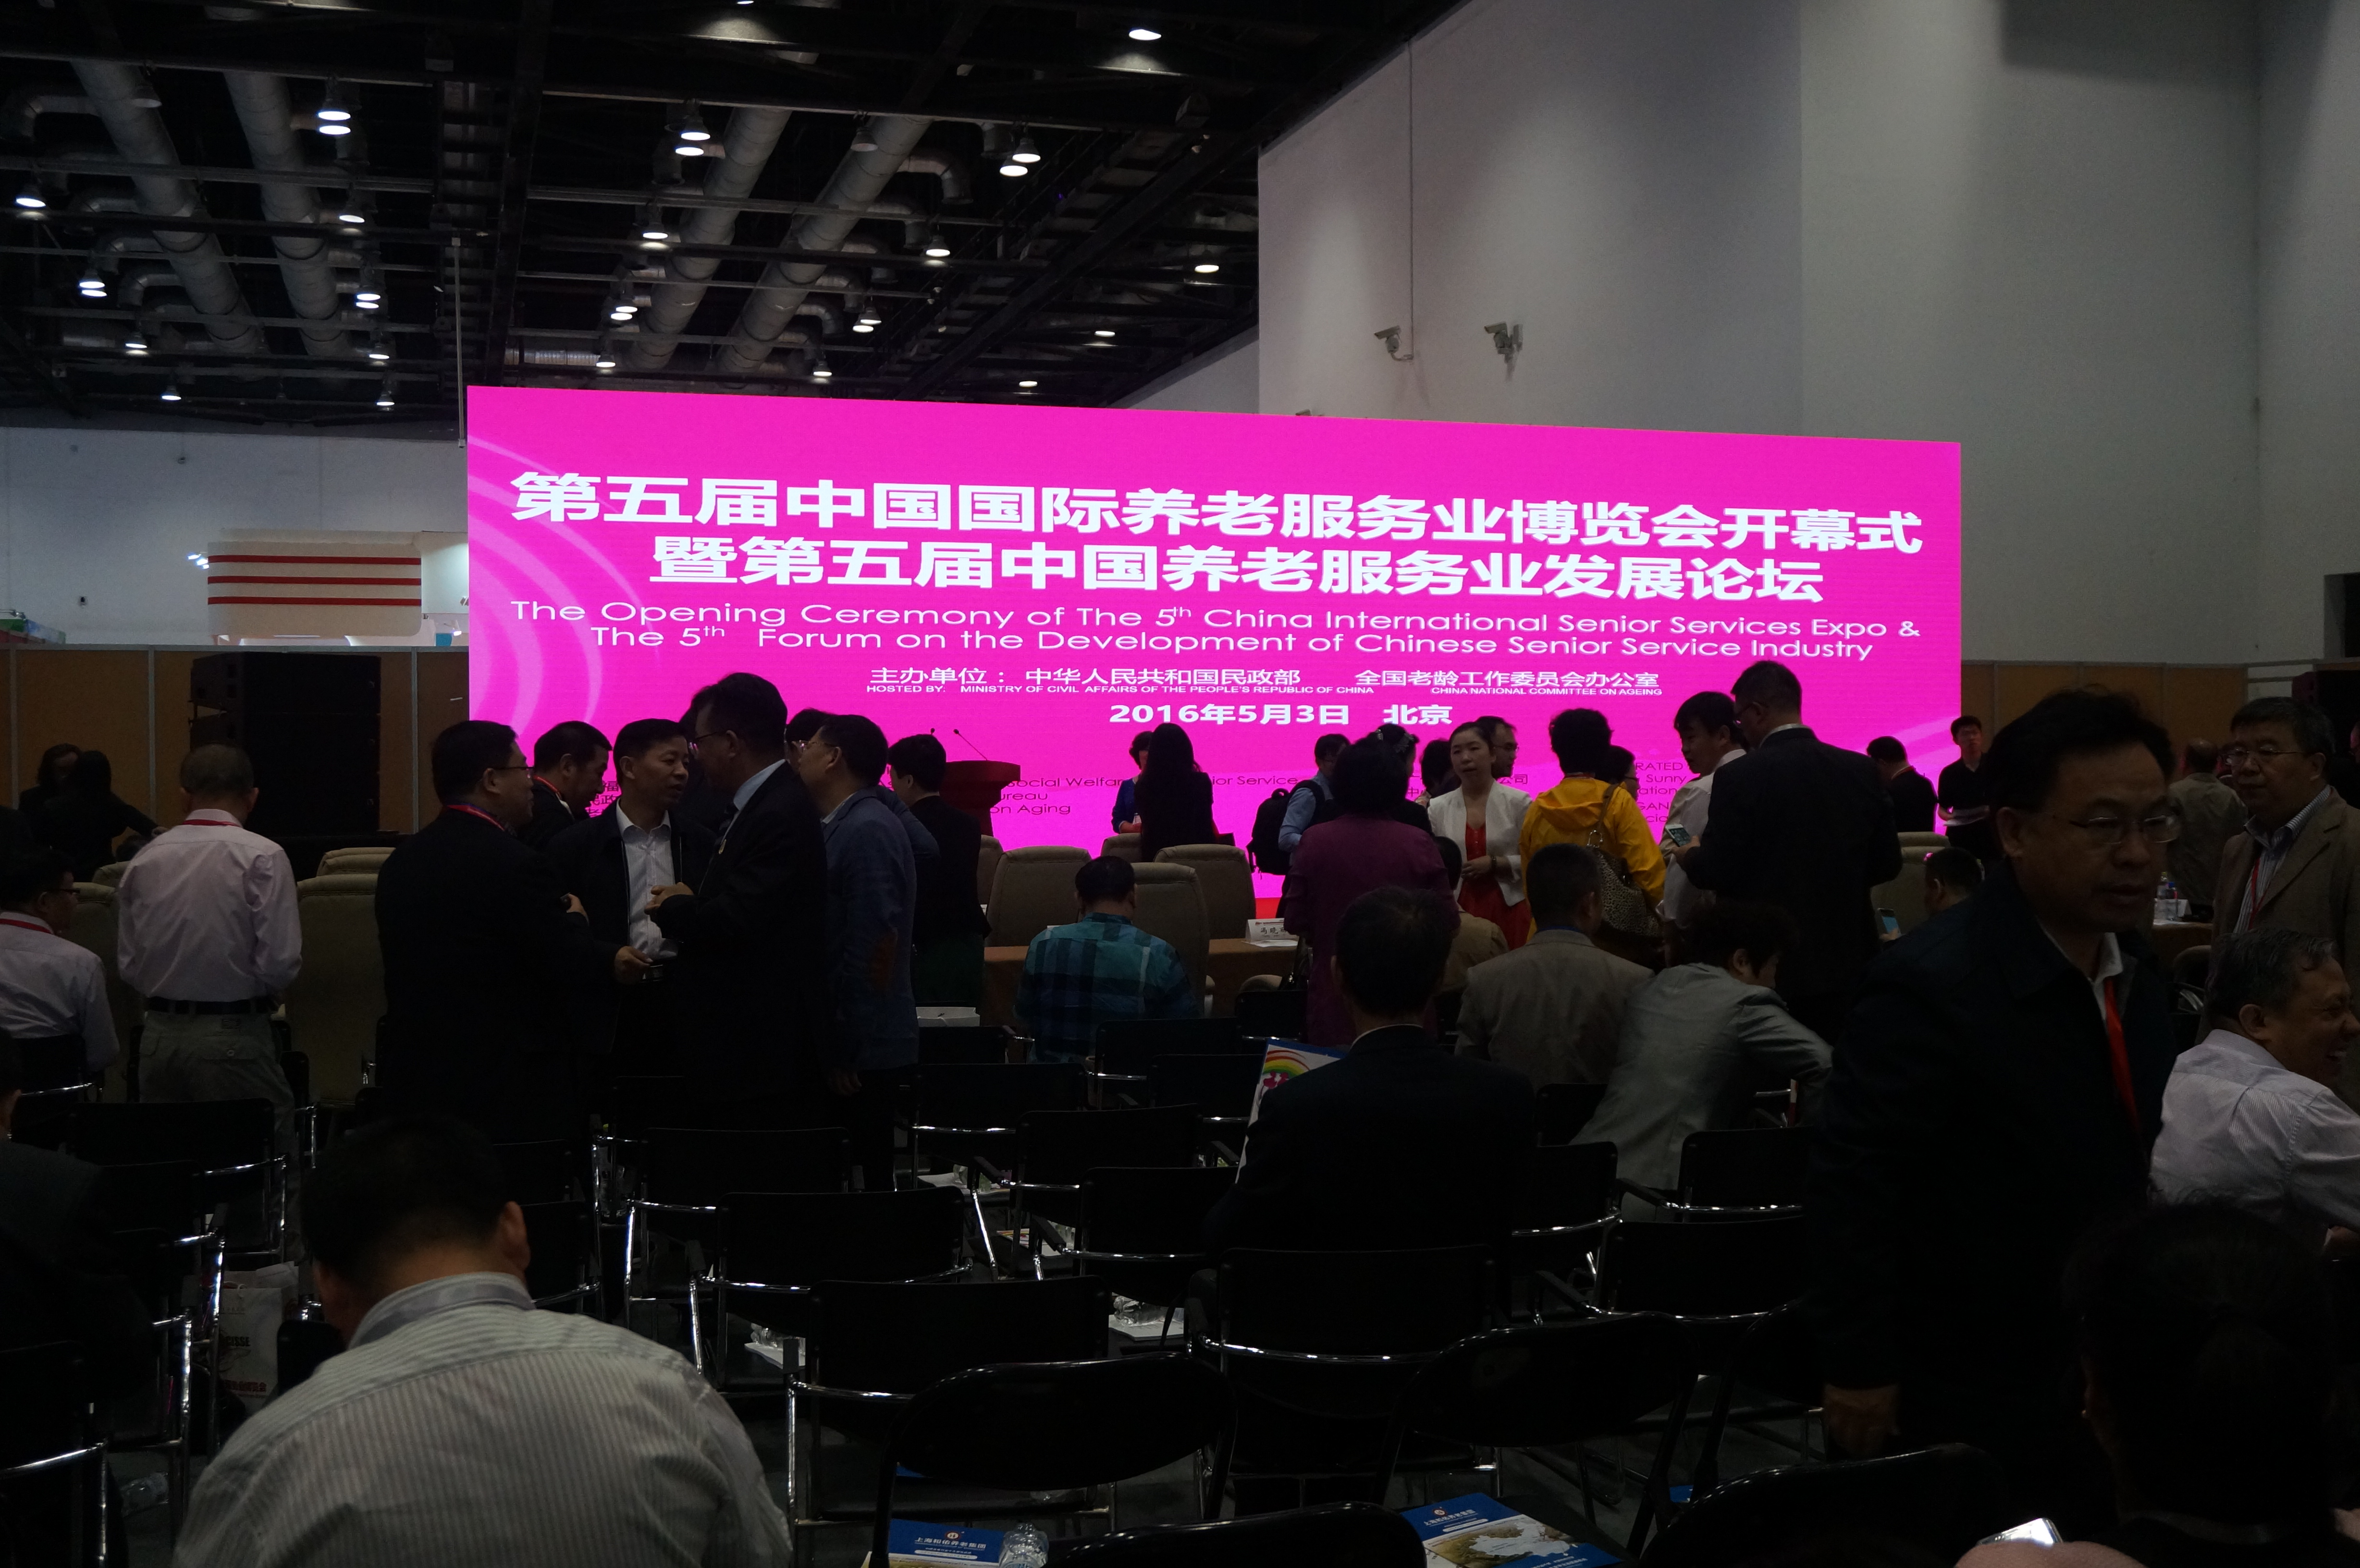 第五届中国国际养老服务业博览会开幕式
暨第五届中国养老服务业发展论坛
The Opening Ceremony of The 5th China International Senior Services Expo &
The 5th Forum on the Development of Chinese Senior Service Industry
主办单位：中华人民共和国民政部 全国老龄工作委员会办公室
HOSTED BY: MINISTRY OF CIVIL AFFAIRS OF THE PEOPLE'S REPUBLIC OF CHINA CHINA NATIONAL COMMITTEE ON AGEING
2016年5月3日 北京
Social Welfar
Service
on Aging